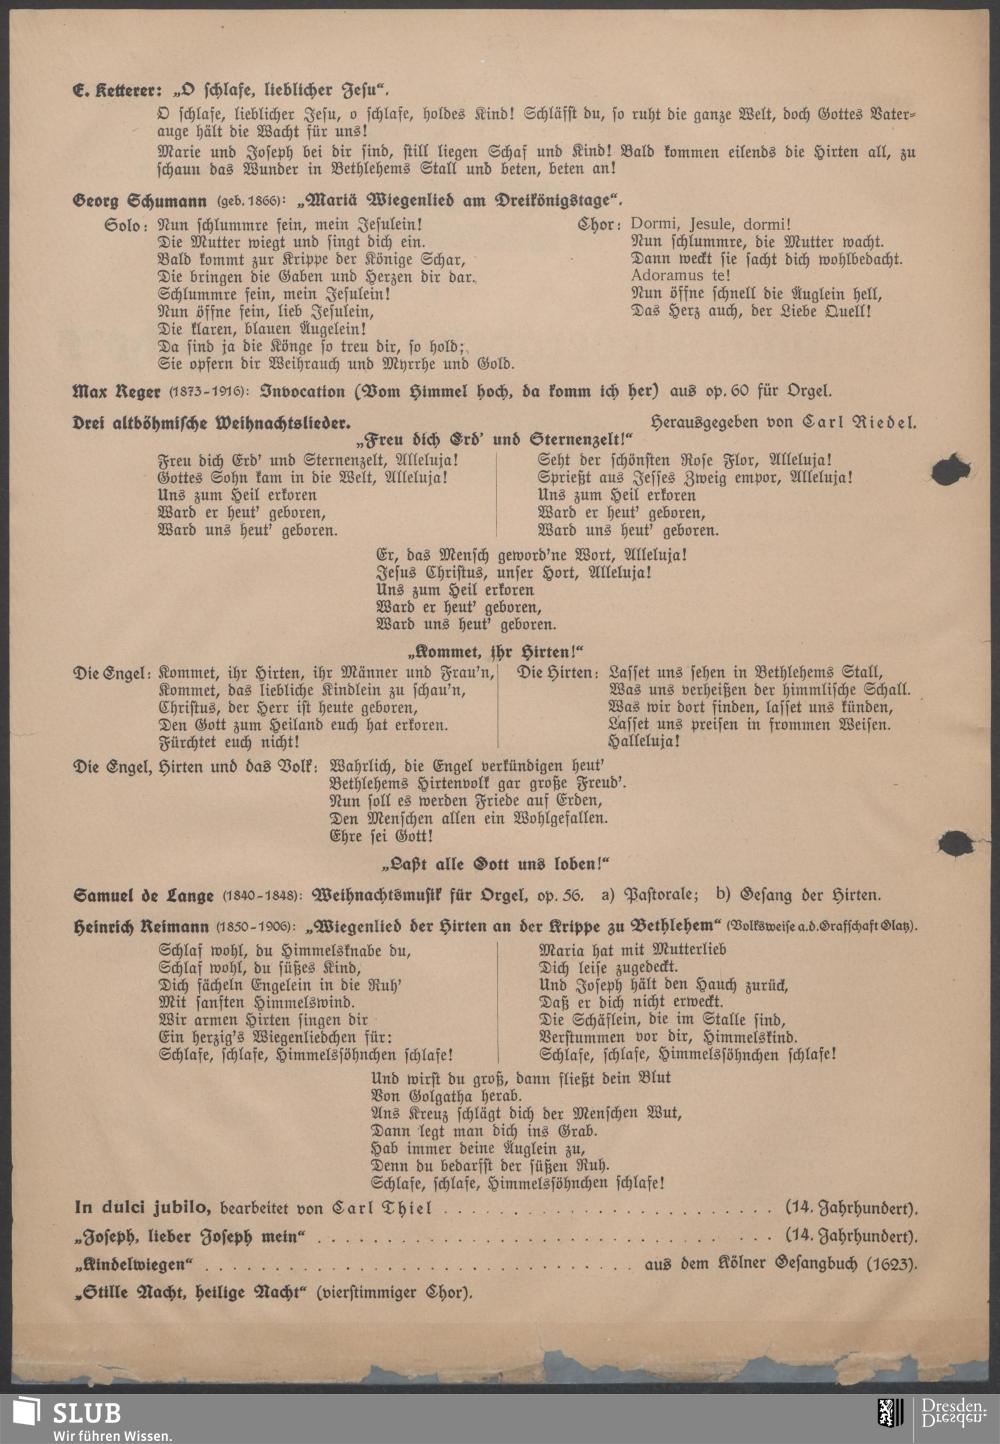 E. Ketterer: „O schlafe, lieblicher Jesu“.
O schlafe, lieblicher Jesu, o schlafe, holdes Kind! Schläfst du, so ruht die ganze Welt, doch Gottes Vater-
auge hält die Wacht für uns!
Marie und Joseph bei dir sind, still liegen Schaf und Rind! Bald kommen eilends die Hirten all, zu
schaun das Wunder in Bethlehems Stall und beten, beten an!
Georg Schumann (geb. 1866): „Mariä Wiegenlied am Dreikönigstage“.
Solo: Nun schlummre fein, mein Jesulein!
Die Mutter wiegt und singt dich ein.
Bald kommt zur Krippe der Könige Schar,
Die bringen die Gaben und Herzen dir dar.
Schlummre fein, mein Jesulein!
Nun öffne fein, lieb Jesulein,
Die klaren, blauen Äugelein!
Da sind ja die Könge so treu dir, so hold;
Sie opfern dir Weihrauch und Myrrhe und Gold.
Chor: Dormi, Jesule, dormi!
Nun schlummre, die Mutter wacht.
Dann weckt sie sacht dich wohlbedacht.
Adoramus te!
Nun öffne schnell die Äuglein hell,
Das Herz auch, der Liebe Quell!
Max Reger (1873-1916): Invocation (Vom Himmel hoch, da komm ich her) aus op. 60 für Orgel.
Drei altböhmische Weihnachtslieder. Herausgegeben von Carl Riedel.
„Freu dich Erd' und Sternenzelt!“
Freu dich Erd' und Sternenzelt, Alleluja!
Gottes Sohn kam in die Welt, Alleluja!
Uns zum Heil erkoren
Ward er heut' geboren,
Ward uns heut' geboren.
Seht der schönsten Rose Flor, Alleluja!
Sprießt aus Jesses Zweig empor, Alleluja!
Uns zum Heil erkoren
Ward er heut' geboren,
Ward uns heut' geboren.
Er, das Mensch geword'ne Wort, Alleluja!
Jesus Christus, unser Hort, Alleluja!
Uns zum Heil erkoren
Ward er heut' geboren,
Ward uns heut' geboren.
„Kommet, ihr Hirten!“
Die Engel: Kommet, ihr Hirten, ihr Männer und Frau'n,
Kommet, das liebliche Kindlein zu schau'n,
Christus, der Herr ist heute geboren,
Den Gott zum Heiland euch hat erkoren.
Fürchtet euch nicht!
Die Hirten: Lasset uns sehen in Bethlehems Stall,
Was uns verheißen der himmlische Schall.
Was wir dort finden, lasset uns künden,
Lasset uns preisen in frommen Weisen.
Halleluja!
Die Engel, Hirten und das Volk: Wahrlich, die Engel verkündigen heut'
Bethlehems Hirtenvolk gar große Freud'.
Nun soll es werden Friede auf Erden,
Den Menschen allen ein Wohlgefallen.
Ehre sei Gott!
„Laßt alle Gott uns loben!“
Samuel de Lange (1840-1848): Weihnachtsmusik für Orgel, op. 56. a) Pastorale; b) Gesang der Hirten.
Heinrich Reimann (1850-1906): „Wiegenlied der Hirten an der Krippe zu Bethlehem“ (Volksweise a.d.Grafschaft Glatz).
Schlaf wohl, du Himmelsknabe du,
Schlaf wohl, du süßes Kind,
Dich fächeln Engelein in die Ruh'
Mit sanften Himmelswind.
Wir armen Hirten singen dir
Ein herzig's Wiegenliedchen für:
Schlafe, schlafe, Himmelssöhnchen schlafe!
Maria hat mit Mutterlieb
Dich leise zugedeckt.
Und Joseph hält den Hauch zurück,
Daß er dich nicht erweckt.
Die Schäflein, die im Stalle sind,
Verstummen vor dir, Himmelskind.
Schlafe, schlafe, Himmelssöhnchen schlafe!
Und wirst du groß, dann fließt dein Blut
Von Golgatha herab.
Ans Kreuz schlägt dich der Menschen Wut,
Dann legt man dich ins Grab.
Hab immer deine Äuglein zu,
Denn du bedarfst der süßen Ruh.
Schlafe, schlafe, Himmelssöhnchen schlafe!
In dulci jubilo, bearbeitet von Carl Thiel . . . . . . . . . . . . . . . . . . . . . . . . (14. Jahrhundert).
„Joseph, lieber Joseph mein“ . . . . . . . . . . . . . . . . . . . . . . . . . . . . . . . . . (14. Jahrhundert).
„Kindelwiegen“ . . . . . . . . . . . . . . . . . . . . . . . . . . . . . . . aus dem Kölner Gesangbuch (1623).
„Stille Nacht, heilige Nacht“ (vierstimmiger Chor).
SLUB
Wir führen Wissen.
Dresden.
Dresden.